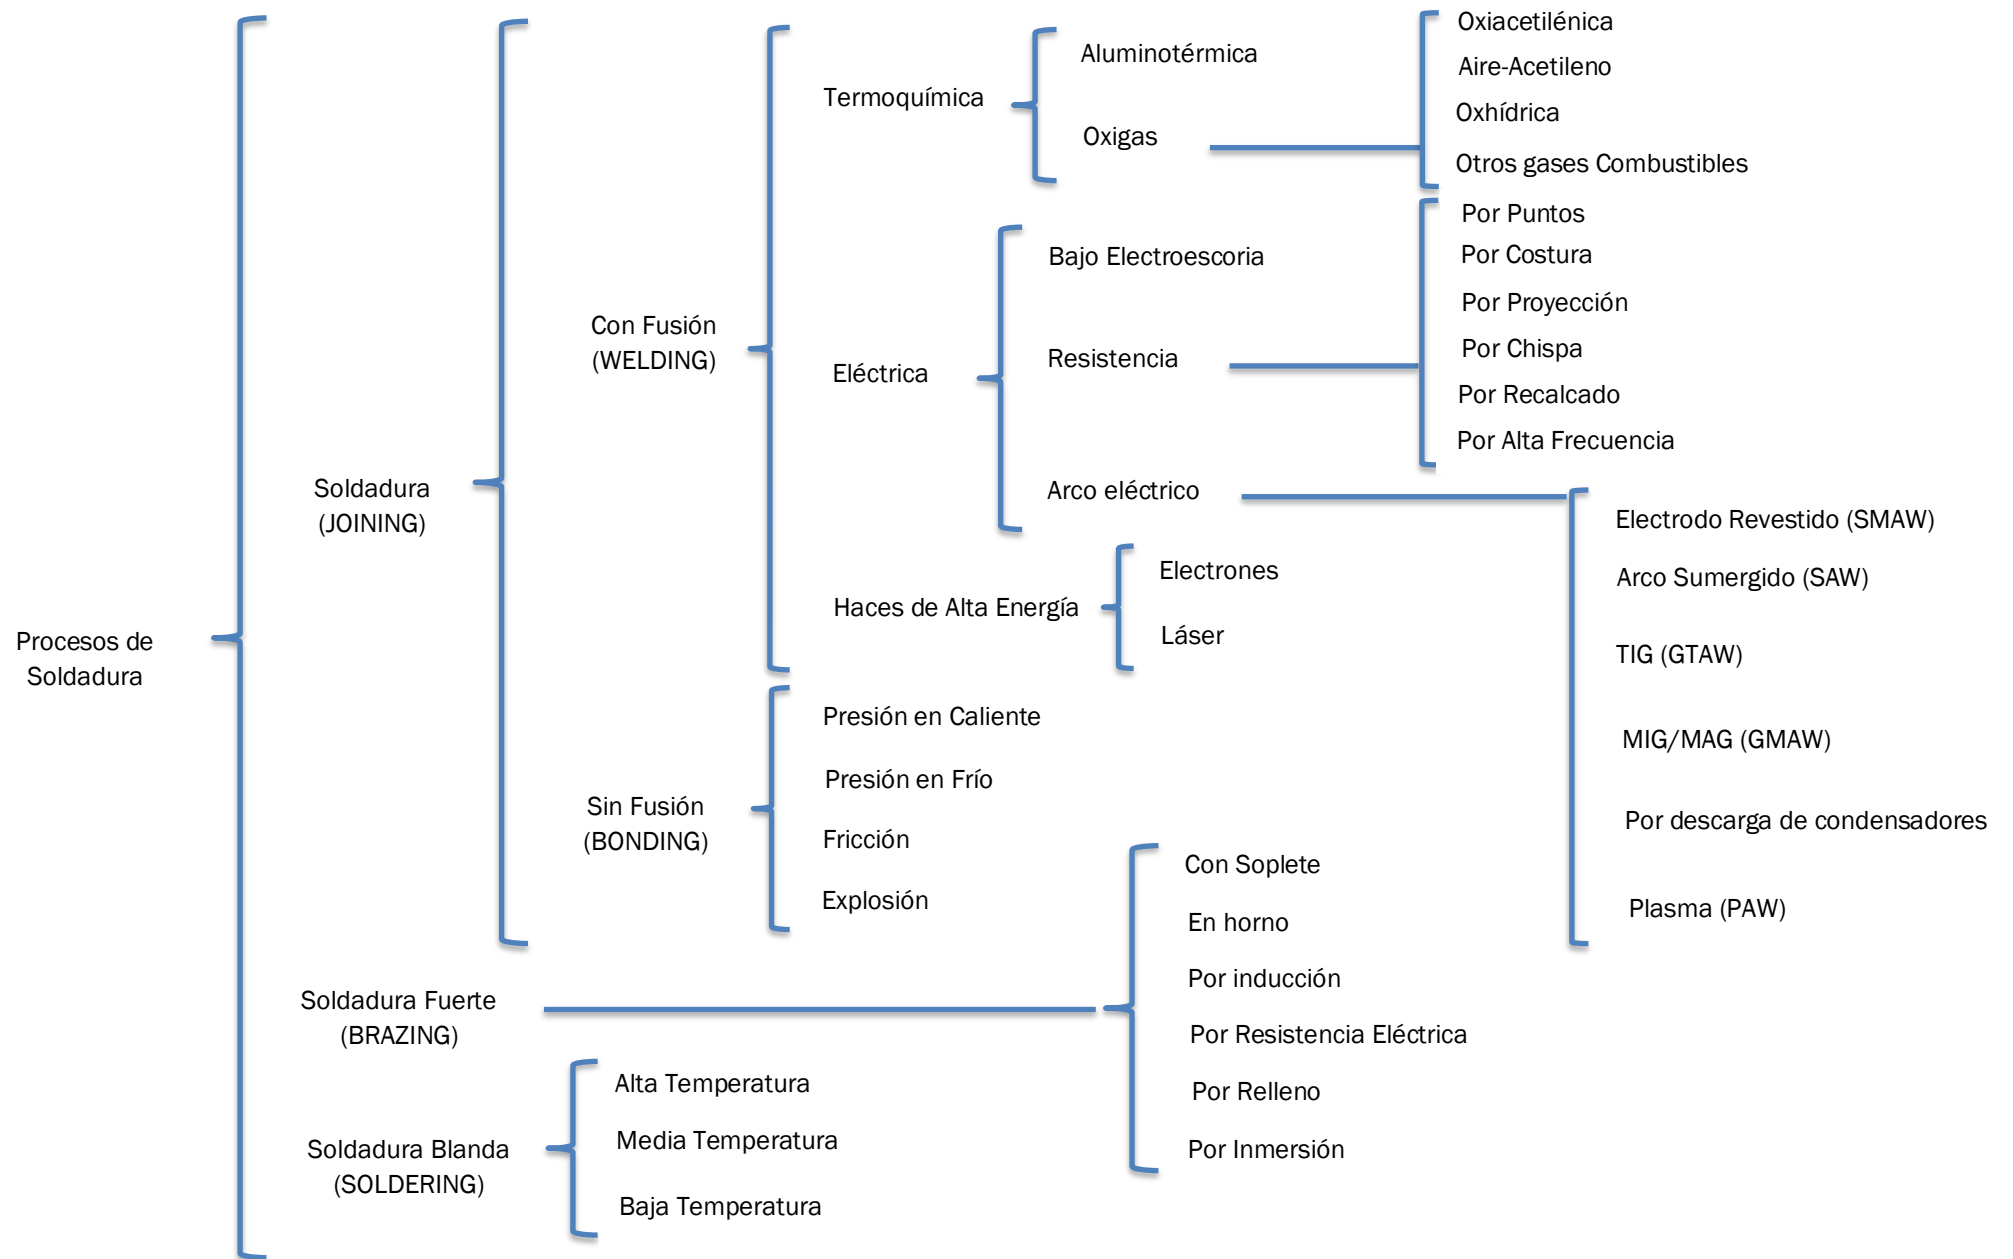 Procesos de
Soldadura
Soldadura
(JOINING)
Con Fusión
(WELDING)
Termoquímica
Aluminotérmica
Oxigas
Oxiacetilénica
Aire-Acetileno
Oxhídrica
Otros gases Combustibles
Eléctrica
Bajo Electroescoria
Resistencia
Por Puntos
Por Costura
Por Proyección
Por Chispa
Por Recalcado
Por Alta Frecuencia
Arco eléctrico
Electrodo Revestido (SMAW)
Arco Sumergido (SAW)
TIG (GTAW)
MIG/MAG (GMAW)
Por descarga de condensadores
Plasma (PAW)
Haces de Alta Energía
Electrones
Láser
Sin Fusión
(BONDING)
Presión en Caliente
Presión en Frío
Fricción
Explosión
Soldadura Fuerte
(BRAZING)
Con Soplete
En horno
Por inducción
Por Resistencia Eléctrica
Por Relleno
Por Inmersión
Soldadura Blanda
(SOLDERING)
Alta Temperatura
Media Temperatura
Baja Temperatura